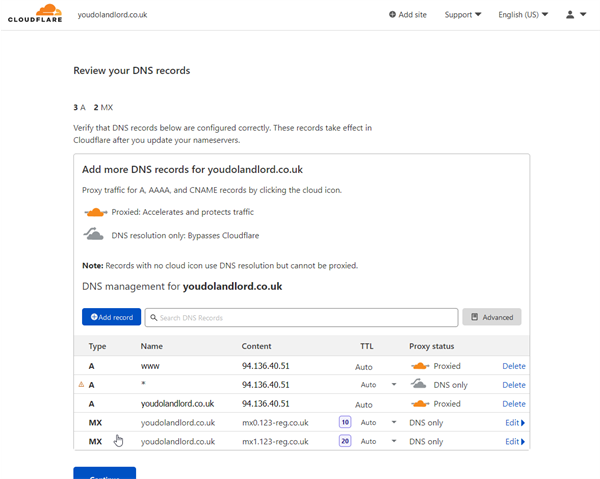 CLOUDFLARE youdolandlord.co.uk Add site Support English (US)
Review your DNS records
3 A 2 MX
Verify that DNS records below are configured correctly. These records take effect in
Cloudflare after you update your nameservers.
Add more DNS records for youdolandlord.co.uk
Proxy traffic for A, AAAA, and CNAME records by clicking the cloud icon.
Proxied: Accelerates and protects traffic
DNS resolution only: Bypasses Cloudflare
Note: Records with no cloud icon use DNS resolution but cannot be proxied.
DNS management for youdolandlord.co.uk
Add record Search DNS Records Advanced
Type Name Content TTL Proxy status
A www 94.136.40.51 Auto Proxied Delete
A * 94.136.40.51 Auto DNS only Delete
A youdolandlord.co.uk 94.136.40.51 Auto Proxied Delete
MX youdolandlord.co.uk mx0.123-reg.co.uk 10 Auto DNS only Edit
MX youdolandlord.co.uk mx1.123-reg.co.uk 20 Auto DNS only Edit